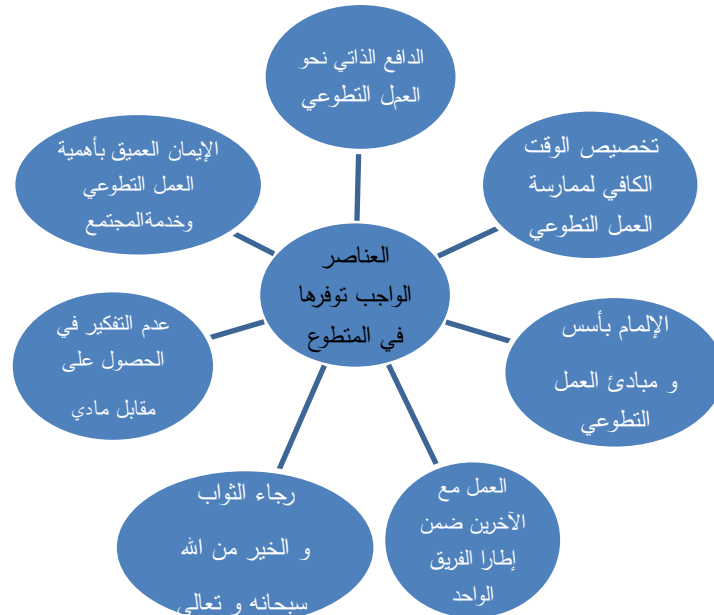 الدافع الذاتي نحو
العمل التطوعي
تخصيص الوقت
الكافي لممارسة
العمل التطوعي
الإلمام بأسس
و مبادئ العمل
التطوعي
العمل مع
الآخرين ضمن
إطارا الفريق
الواحد
رجاء الثواب
و الخير من الله
سبحانه و تعالى
عدم التفكير في
الحصول على
مقابل مادي
الإيمان العميق بأهمية
العمل التطوعي
وخدمةالمجتمع
العناصر
الواجب توفرها
في المتطوع